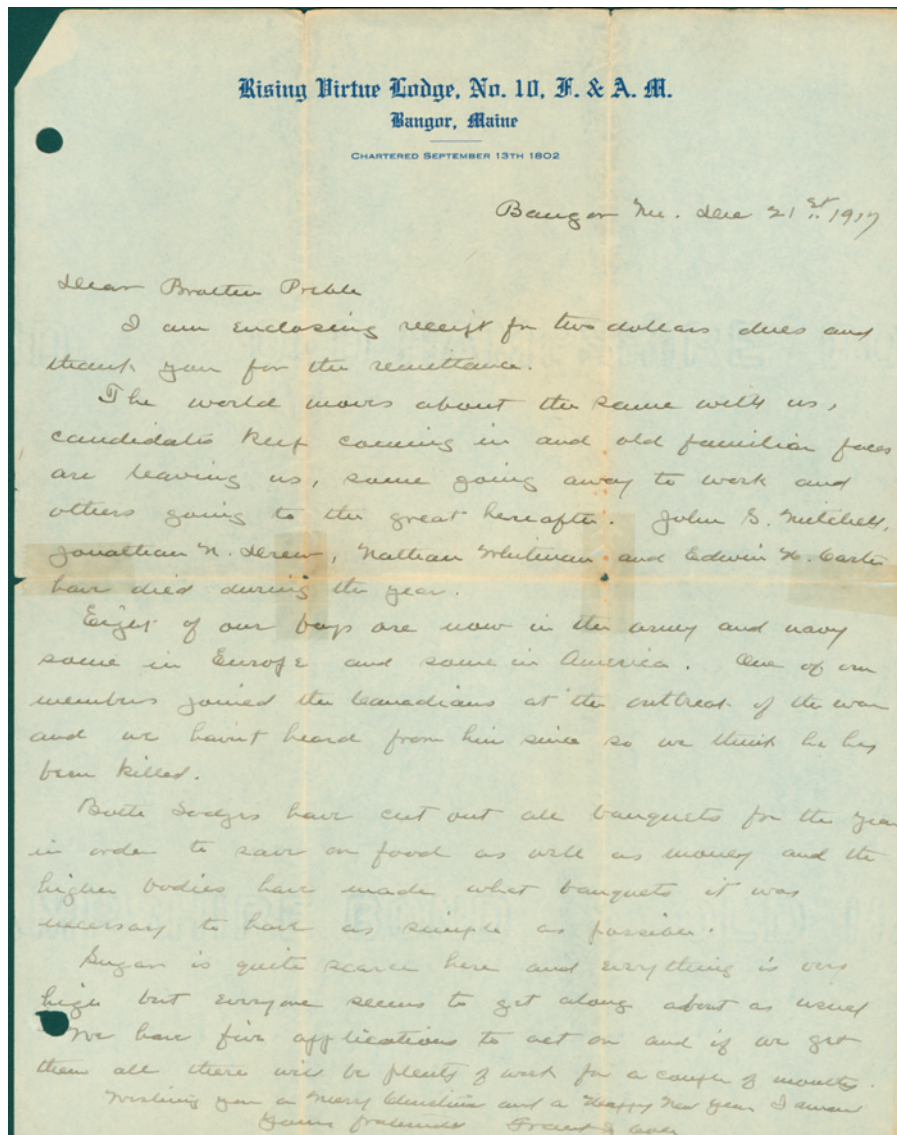 Rising Virtue Lodge, No. 10, F. & A. M.
Bangor, Maine
CHARTERED SEPTEMBER 13TH 1802
Bangor Me. Dec 21st 1917
Dear Brother Preble
I am enclosing receipt for two dollars dues and
thank you for the remittance.
The world moves about the same with us,
candidates keep coming in and old familiar faces
are leaving us, some going away to work and
others going to the great hereafter. John S. Mitchell,
Jonathan N. Drew, Nathan Whitman and Edwin H. Carter
have died during the year.
Eight of our boys are now in the army and navy
some in Europe and some in America. One of our
members joined the Canadians at the outbreak of the war
and we havn't heard from him since so we think he has
been killed.
Both Lodges have cut out all banquets for the year
in order to save on food as well as money and the
higher bodies have made what banquets it was
necessary to have as simple as possible.
Sugar is quite scarce here and everything is very
high but everyone seems to get along about as usual
We have five applications to act on and if we get
them all there will be plenty of work for a couple of months.
Wishing you a Merry Christmas and a Happy New Year I am
Yours fraternally